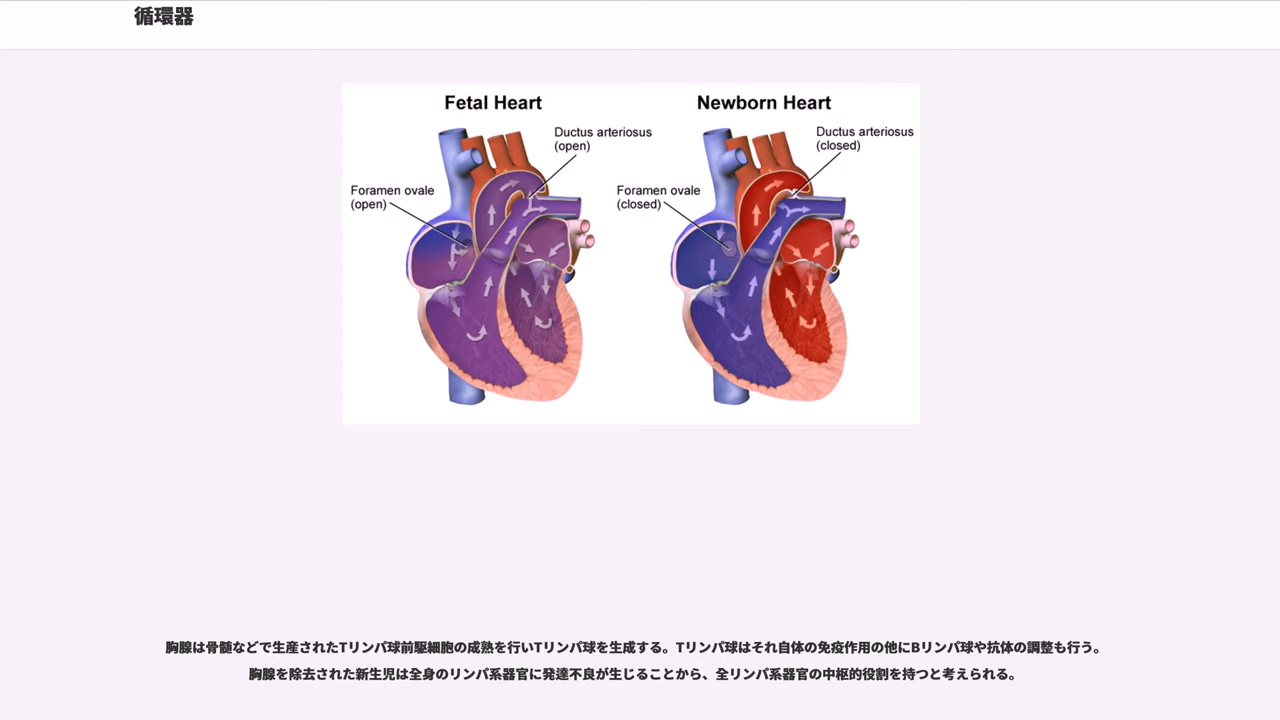 循環器
Fetal Heart
Newborn Heart
Ductus arteriosus
(open)
Ductus arteriosus
(closed)
Foramen ovale
(open)
Foramen ovale
(closed)
胸腺は骨髄などで生産されたTリンパ球前駆細胞の成熟を行いTリンパ球を生成する。Tリンパ球はそれ自体の免疫作用の他にBリンパ球や抗体の調整も行う。
胸腺を除去された新生児は全身のリンパ系器官に発達不良が生じることから、全リンパ系器官の中枢的役割を持つと考えられる。